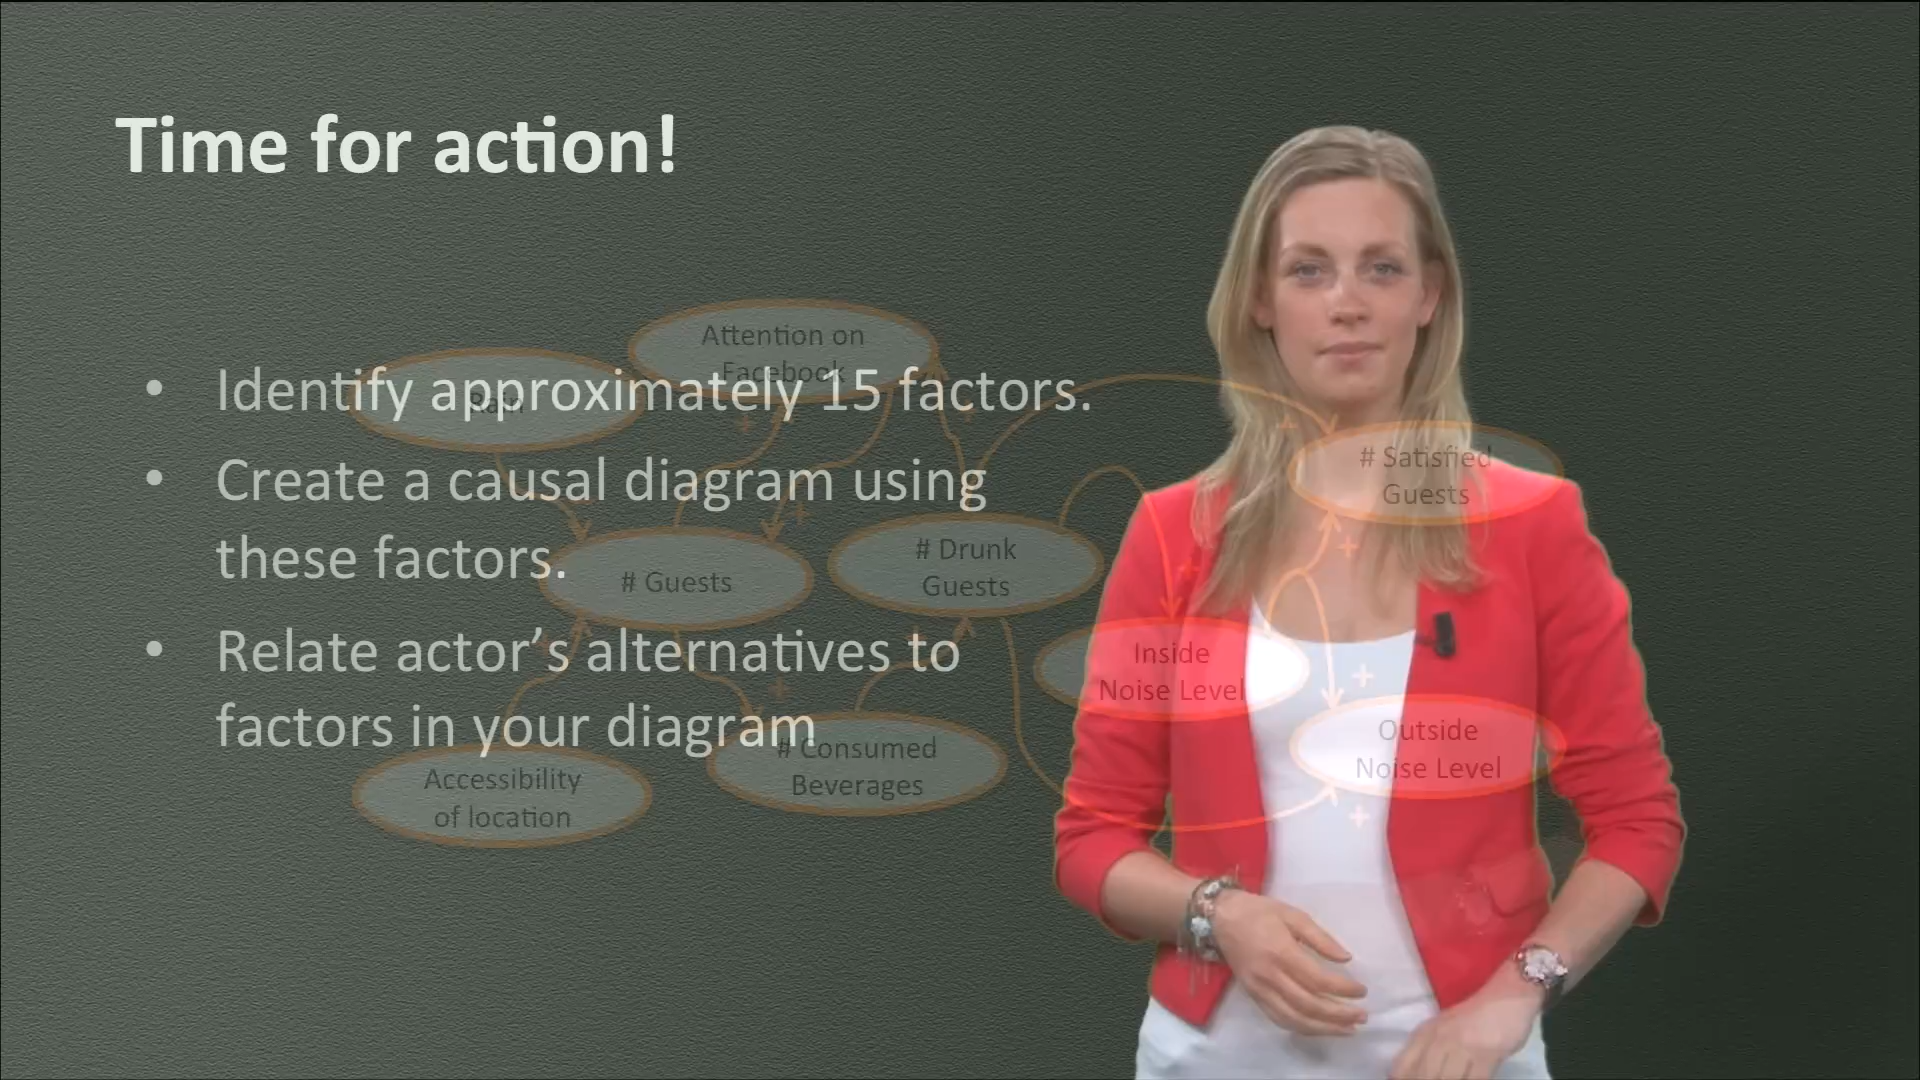 Time for action!
Attention on
Facebook
Rain
• Identify approximately 15 factors.
# Satisfied
Guests
• Create a causal diagram using
these factors.
# Drunk
Guests
# Guests
• Relate actor’s alternatives to
factors in your diagram
Inside
Noise Level
Outside
Noise Level
# Consumed
Beverages
Accessibility
of location
+
+
+
+
+
+
+
+